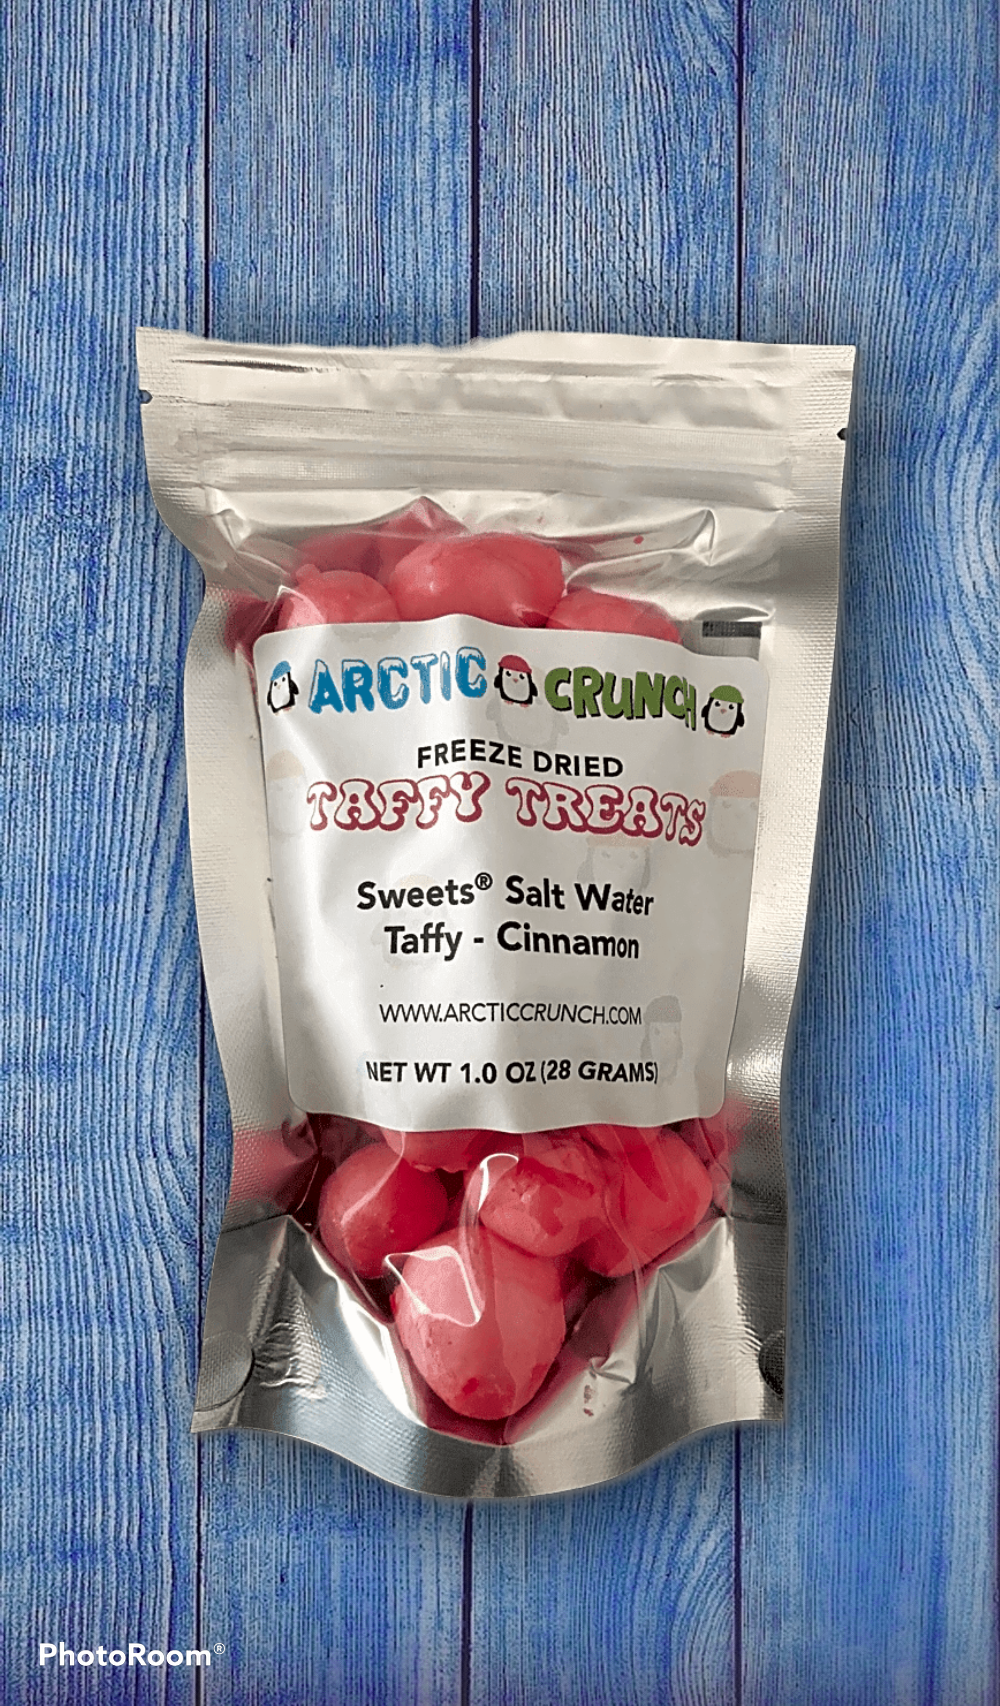 ARCTIC CRUNCH
FREEZE DRIED
TAFFY TREATS
Sweets® Salt Water
Taffy - Cinnamon
WWW.ARCTICCRUNCH.COM
NET WT 1.0 OZ (28 GRAMS)
PhotoRoom®